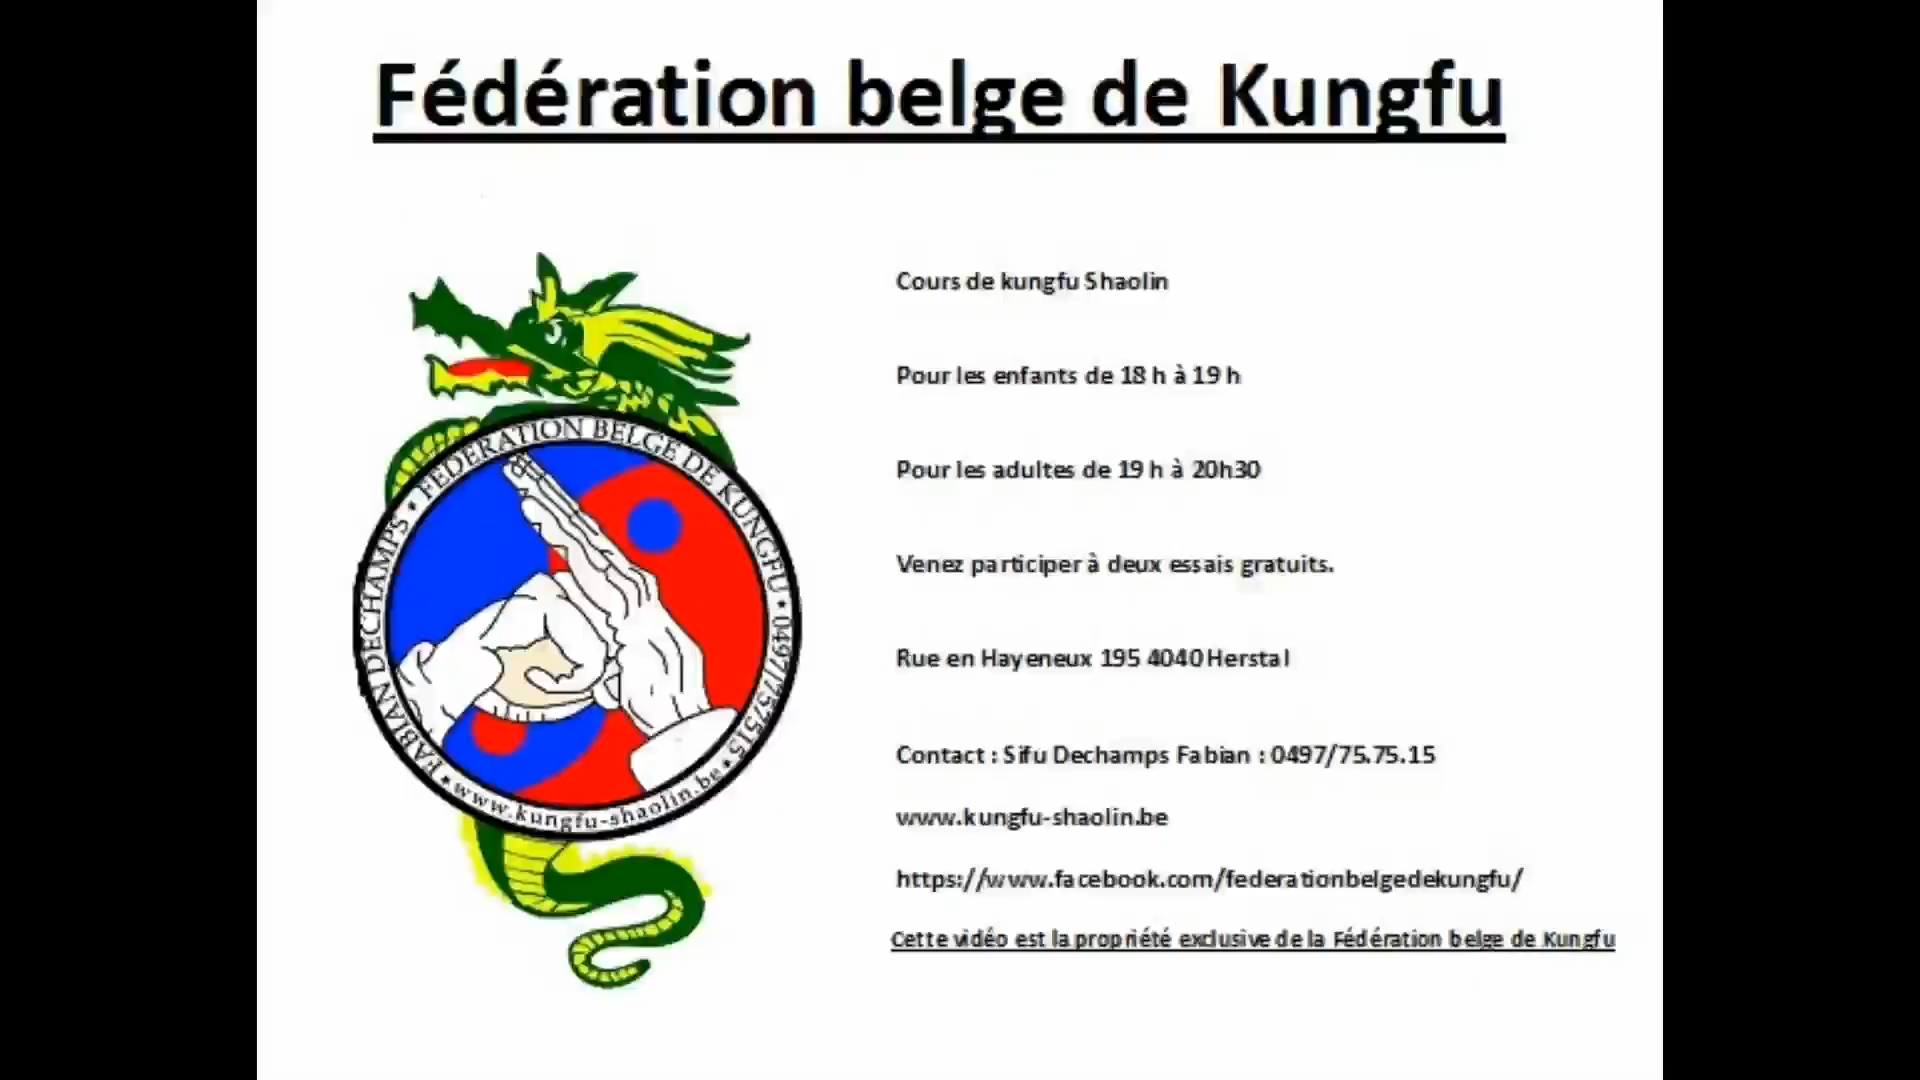 Fédération belge de Kungfu
Cours de kungfu Shaolin
Pour les enfants de 18 h à 19 h
Pour les adultes de 19 h à 20h30
Venez participer à deux essais gratuits.
Rue en Hayeneux 195 4040 Herstal
Contact : Sifu Dechamps Fabian : 0497/75.75.15
www.kungfu-shaolin.be
https://www.facebook.com/federationbelgedekungfu/
Cette vidéo est la propriété exclusive de la Fédération belge de Kungfu
FABIAN DECHAMPS • FEDERATION BELGE DE KUNGFU • 0497/757515 •
www.kungfu-shaolin.be